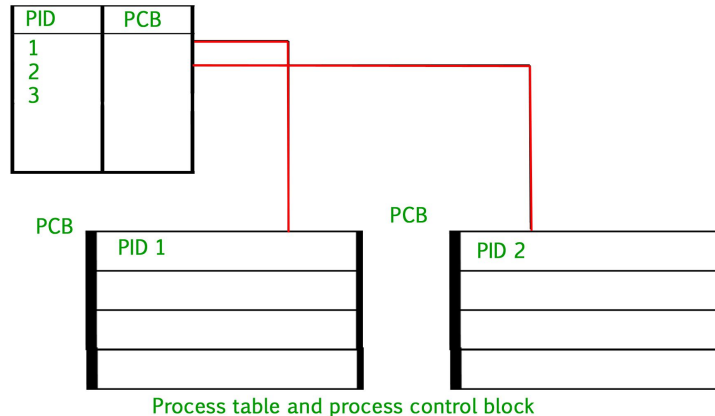 PID PCB
1
2
3
PCB
PID 1
PCB
PID 2
Process table and process control block